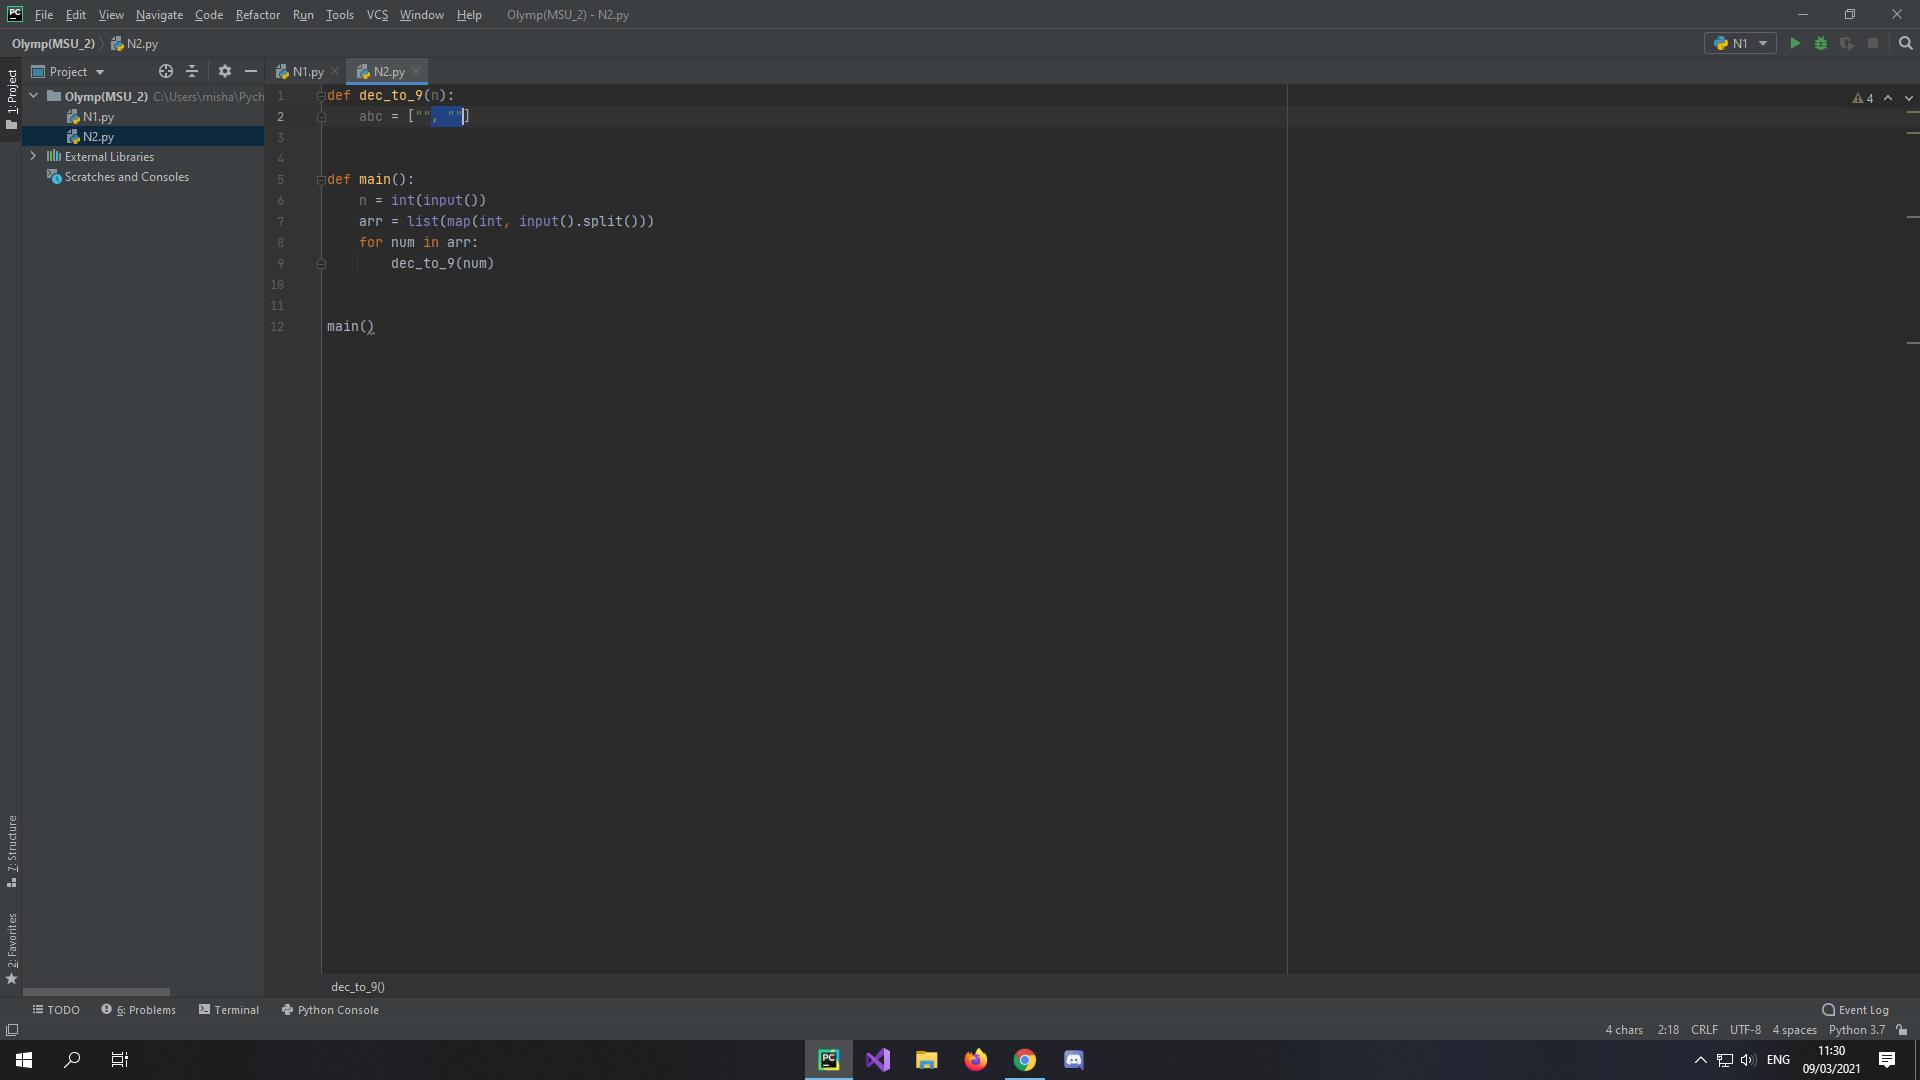 PC File Edit View Navigate Code Refactor Run Tools VCS Window Help Olymp(MSU_2) - N2.py
Olymp(MSU_2) N2.py N1
Project N1.py N2.py
1: Project
Olymp(MSU_2) C:\Users\misha\Pych
N1.py
N2.py
External Libraries
Scratches and Consoles
4
1 def dec_to_9(n):
2 abc = ["", ""]
3
4
5 def main():
6 n = int(input())
7 arr = list(map(int, input().split()))
8 for num in arr:
9 dec_to_9(num)
10
11
12 main()
7: Structure
2: Favorites
dec_to_9()
TODO 6: Problems Terminal Python Console Event Log
4 chars 2:18 CRLF UTF-8 4 spaces Python 3.7
PC ENG 11:30
09/03/2021